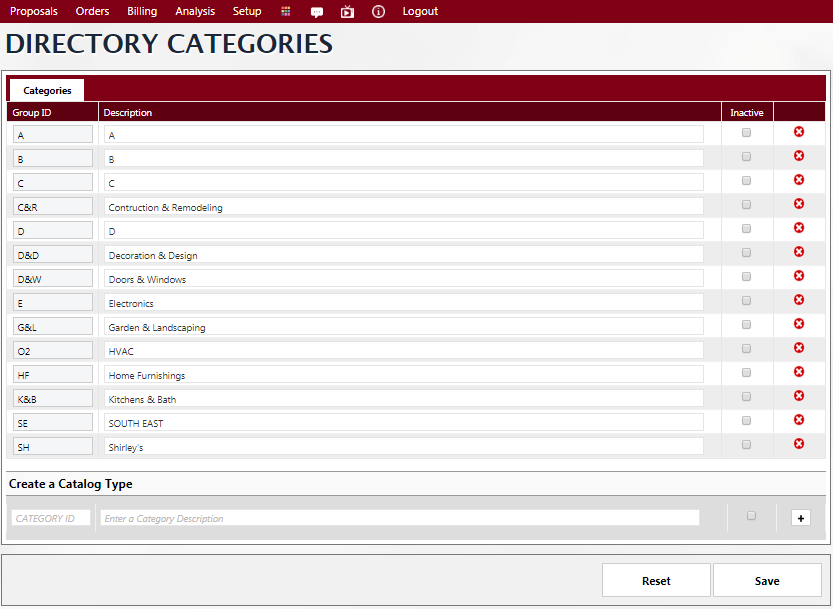 Proposals Orders Billing Analysis Setup Logout
DIRECTORY CATEGORIES
Categories
Group ID Description Inactive
A A
B B
C C
C&R Contruction & Remodeling
D D
D&D Decoration & Design
D&W Doors & Windows
E Electronics
G&L Garden & Landscaping
O2 HVAC
HF Home Furnishings
K&B Kitchens & Bath
SE SOUTH EAST
SH Shirley's
Create a Catalog Type
CATEGORY ID Enter a Category Description +
Reset Save